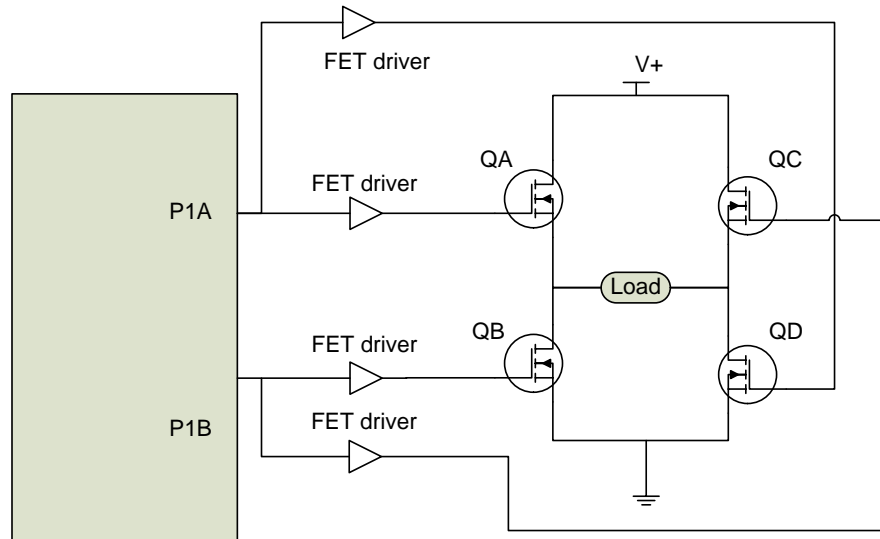 FET driver
V+
QA
QC
FET driver
P1A
Load
QB
QD
FET driver
P1B
FET driver